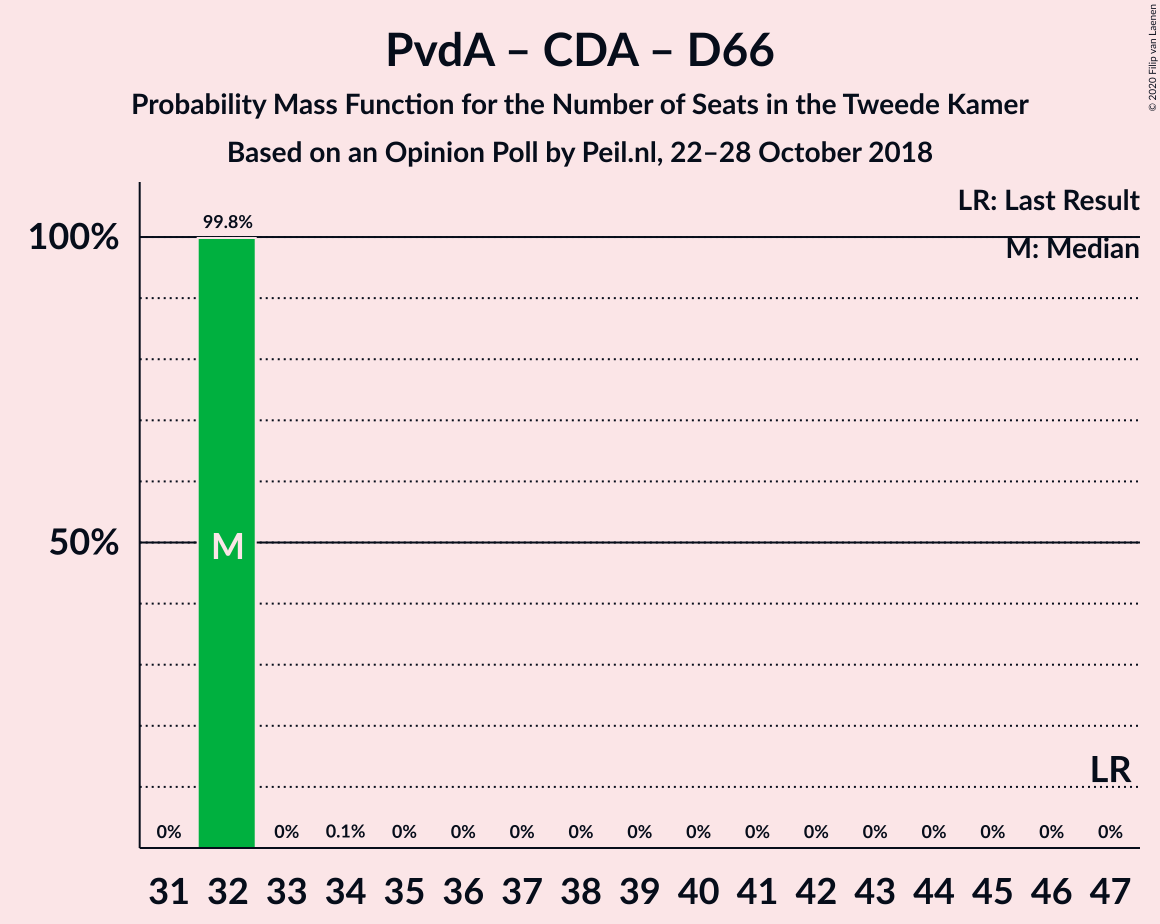 PvdA – CDA – D66
Probability Mass Function for the Number of Seats in the Tweede Kamer
Based on an Opinion Poll by Peil.nl, 22–28 October 2018
© 2020 Filip van Laenen
LR: Last Result
M: Median
99.8%
100%
50%
M
LR
0% 0% 0.1% 0% 0% 0% 0% 0% 0% 0% 0% 0% 0% 0% 0% 0%
31 32 33 34 35 36 37 38 39 40 41 42 43 44 45 46 47